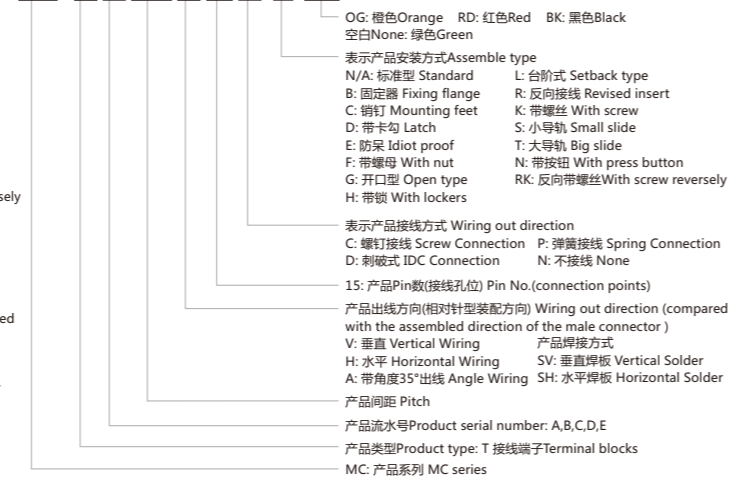 OG: 橙色Orange RD: 红色Red BK: 黑色Black
空白None: 绿色Green
表示产品安装方式Assemble type
N/A: 标准型 Standard L: 台阶式 Setback type
B: 固定器 Fixing flange R: 反向接线 Revised insert
C: 销钉 Mounting feet K: 带螺丝 With screw
D: 带卡勾 Latch S: 小导轨 Small slide
E: 防呆 Idiot proof T: 大导轨 Big slide
F: 带螺母 With nut N: 带按钮 With press button
G: 开口型 Open type RK: 反向带螺丝With screw reversely
sely
H: 带锁 With lockers
表示产品接线方式 Wiring out direction
C: 螺钉接线 Screw Connection P: 弹簧接线 Spring Connection
D: 刺破式 IDC Connection N: 不接线 None
15: 产品Pin数(接线孔位) Pin No.(connection points)
产品出线方向(相对针型装配方向) Wiring out direction (compared
ed
with the assembled direction of the male connector )
V: 垂直 Vertical Wiring 产品焊接方式
H: 水平 Horizontal Wiring SV: 垂直焊板 Vertical Solder
A: 带角度35°出线 Angle Wiring SH: 水平焊板 Horizontal Solder
产品间距 Pitch
产品流水号Product serial number: A,B,C,D,E
产品类型Product type: T 接线端子Terminal blocks
MC: 产品系列 MC series